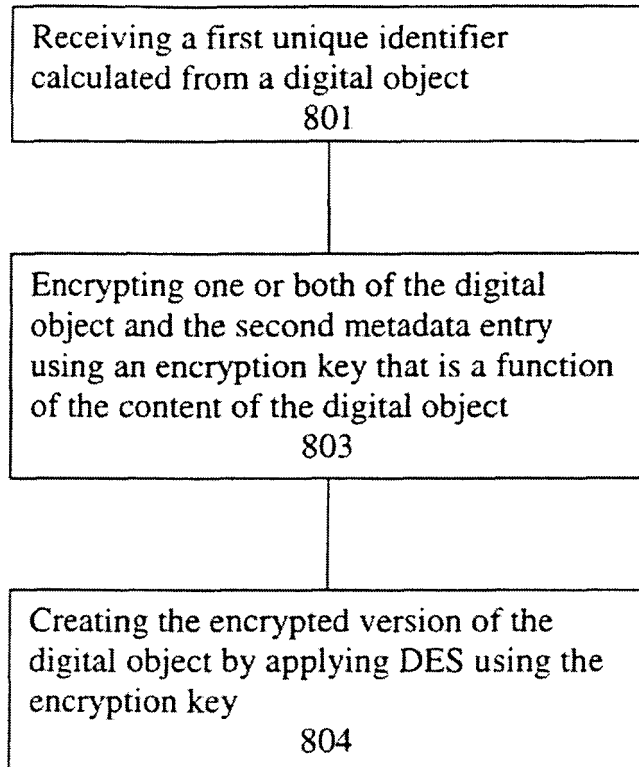 Receiving a first unique identifier
calculated from a digital object
801
Encrypting one or both of the digital
object and the second metadata entry
using an encryption key that is a function
of the content of the digital object
803
Creating the encrypted version of the
digital object by applying DES using the
encryption key
804